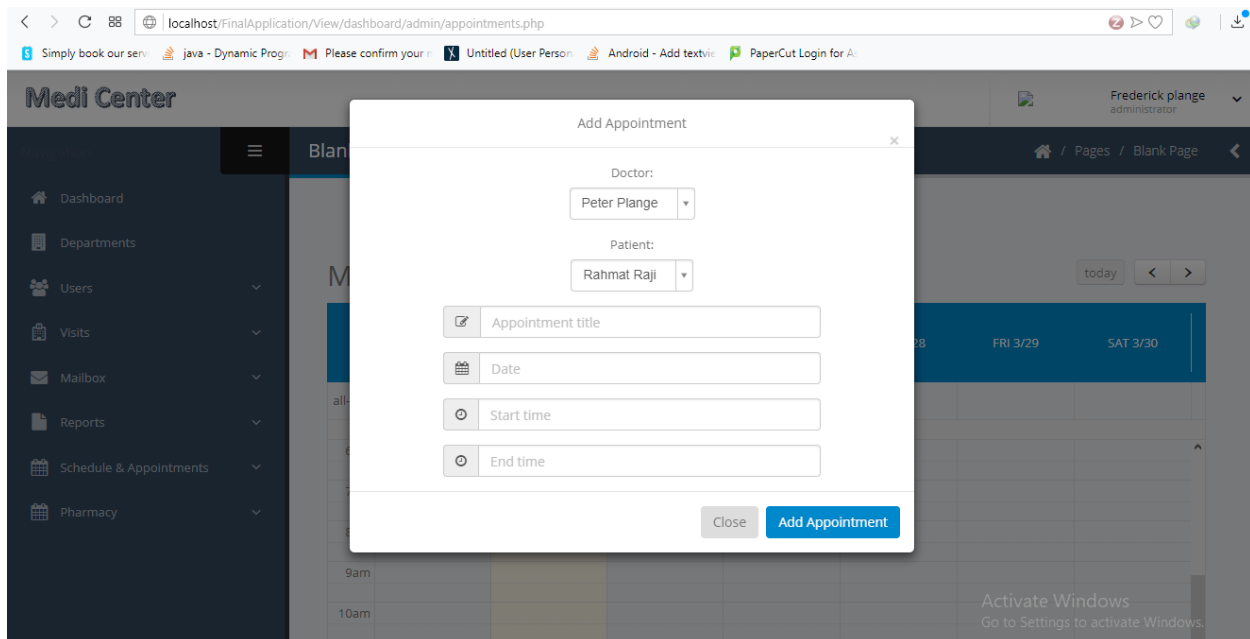 localhost/FinalApplication/View/dashboard/admin/appointments.php
Simply book our serv java - Dynamic Progr Please confirm your r Untitled (User Person Android - Add textvie PaperCut Login for A
Medi Center
Frederick plange
administrator
Navigation
Blan
/ Pages / Blank Page
Dashboard
Departments
Users
Visits
Mailbox
Reports
Schedule & Appointments
Pharmacy
Add Appointment
×
Doctor:
Peter Plange
Patient:
Rahmat Raji
Appointment title
Date
Start time
End time
Close Add Appointment
M
today
28 FRI 3/29 SAT 3/30
all-
6
7
8
9am
10am
Activate Windows
Go to Settings to activate Windows.